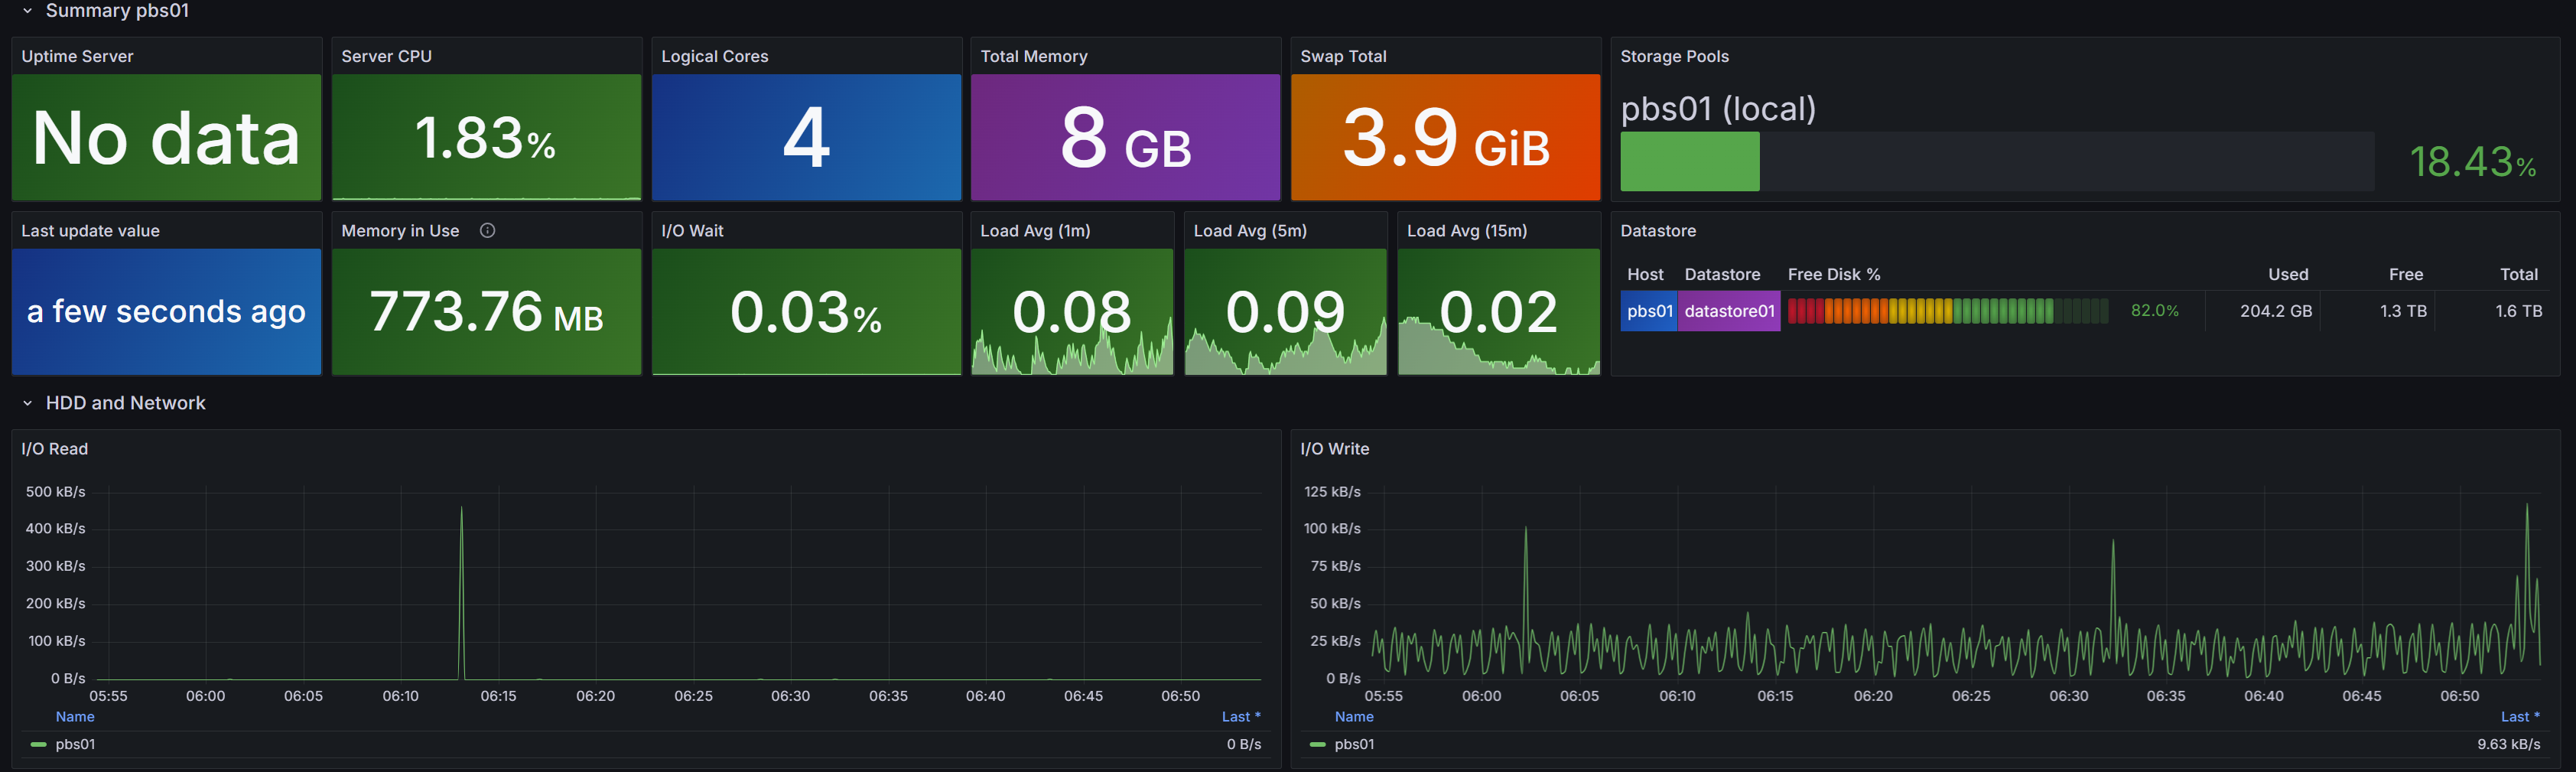 Summary pbs01
Uptime Server
No data
Server CPU
1.83%
Logical Cores
4
Total Memory
8 GB
Swap Total
3.9 GiB
Storage Pools
pbs01 (local)
18.43%
Last update value
a few seconds ago
Memory in Use
773.76 MB
I/O Wait
0.03%
Load Avg (1m)
0.08
Load Avg (5m)
0.09
Load Avg (15m)
0.02
Datastore
Host Datastore Free Disk % Used Free Total
pbs01 datastore01 82.0% 204.2 GB 1.3 TB 1.6 TB
HDD and Network
I/O Read
500 kB/s
400 kB/s
300 kB/s
200 kB/s
100 kB/s
0 B/s
05:55 06:00 06:05 06:10 06:15 06:20 06:25 06:30 06:35 06:40 06:45 06:50
Name Last *
pbs01 0 B/s
I/O Write
125 kB/s
100 kB/s
75 kB/s
50 kB/s
25 kB/s
0 B/s
05:55 06:00 06:05 06:10 06:15 06:20 06:25 06:30 06:35 06:40 06:45 06:50
Name Last *
pbs01 9.63 kB/s